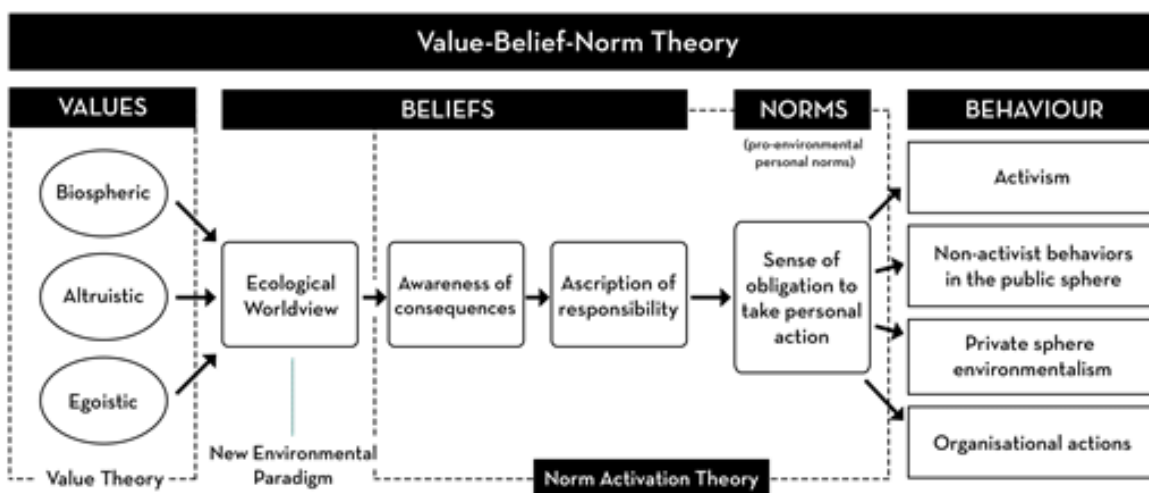 Value-Belief-Norm Theory
VALUES
BELIEFS
NORMS
BEHAVIOUR
(pro-environmental
personal norms)
Biospheric
Altruistic
Egoistic
Value Theory
Ecological
Worldview
New Environmental
Paradigm
Awareness of
consequences
Ascription of
responsibility
Norm Activation Theory
Sense of
obligation to
take personal
action
Activism
Non-activist behaviors
in the public sphere
Private sphere
environmentalism
Organisational actions